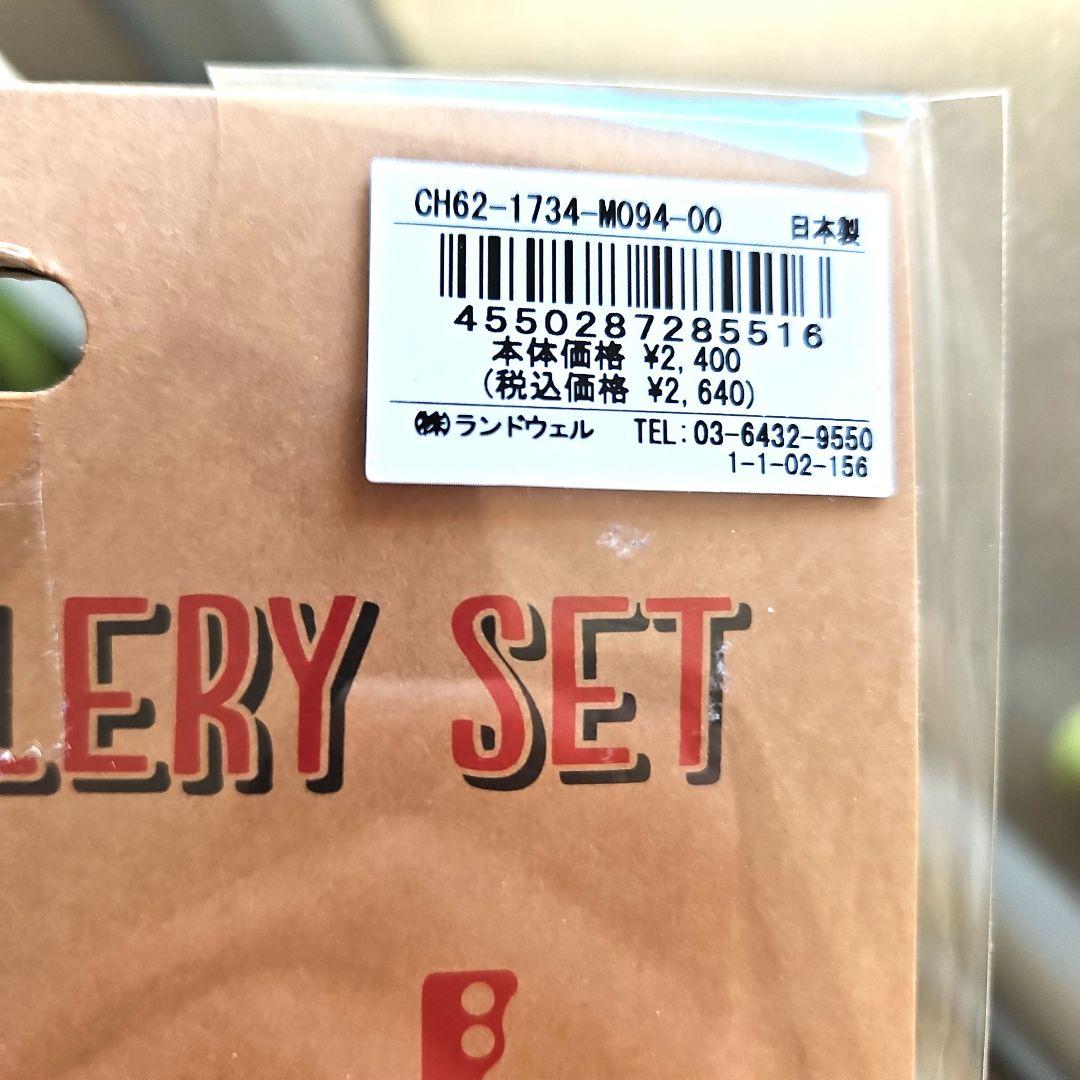 CH62-1734-M094-00 日本製
4550287285516
本体価格 ¥2,400
(税込価格 ¥2,640)
㈱ランドウェル TEL:03-6432-9550
1-1-02-156
LERY SET